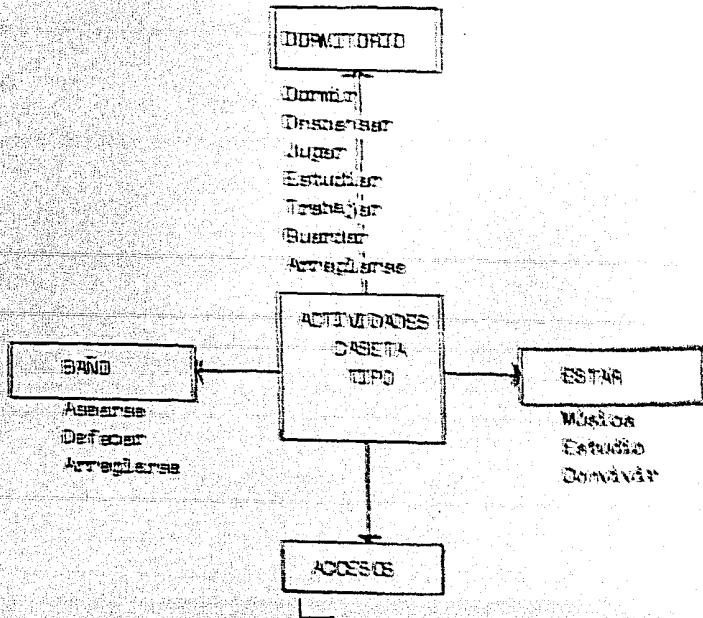 DORMITORIO
Dormir
Descansar
Jugar
Estudiar
Trabajar
Guardar
Arreglarse
ACTIVIDADES
CASETA
TIPO
BAÑO
Asearse
Defecar
Arreglarse
ESTAR
Música
Estudio
Convivir
ACCESOS